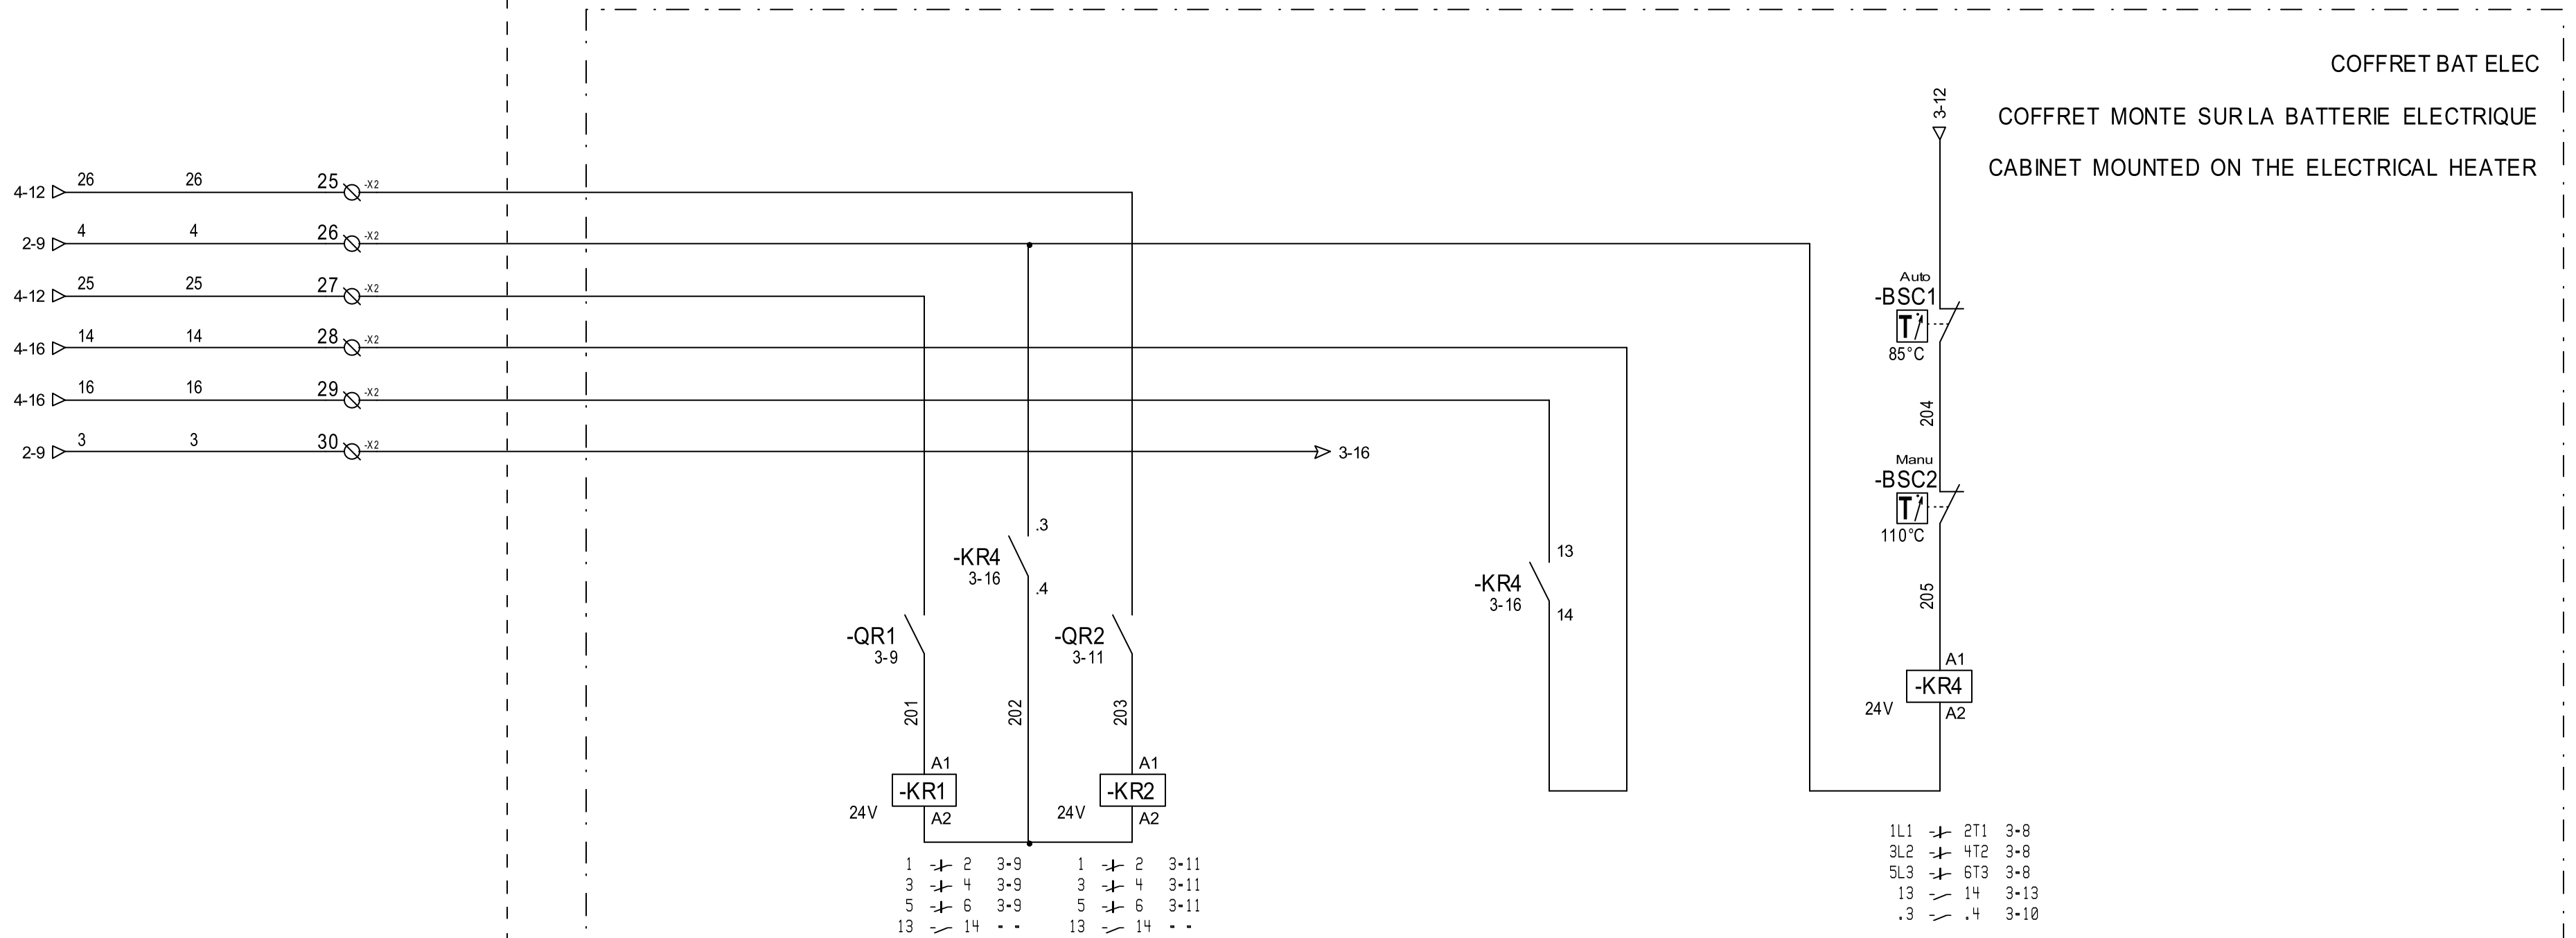 COFFRET BAT ELEC
3-12
COFFRET MONTE SUR LA BATTERIE ELECTRIQUE
CABINET MOUNTED ON THE ELECTRICAL HEATER
4-12 26 26 25 -X2
2-9 4 4 26 -X2
4-12 25 25 27 -X2
4-16 14 14 28 -X2
4-16 16 16 29 -X2
2-9 3 3 30 -X2
3-16
Auto
-BSC1
T
85°C
204
Manu
-BSC2
T
110°C
205
.3
-KR4
3-16
.4
13
-KR4
3-16
14
-QR1
3-9
-QR2
3-11
201
202
203
A1
-KR4
24V
A2
A1
-KR1
24V
A2
A1
-KR2
24V
A2
1 2 3-9
3 4 3-9
5 6 3-9
13 14 - -
1 2 3-11
3 4 3-11
5 6 3-11
13 14 - -
1L1 2T1 3-8
3L2 4T2 3-8
5L3 6T3 3-8
13 14 3-13
.3 .4 3-10